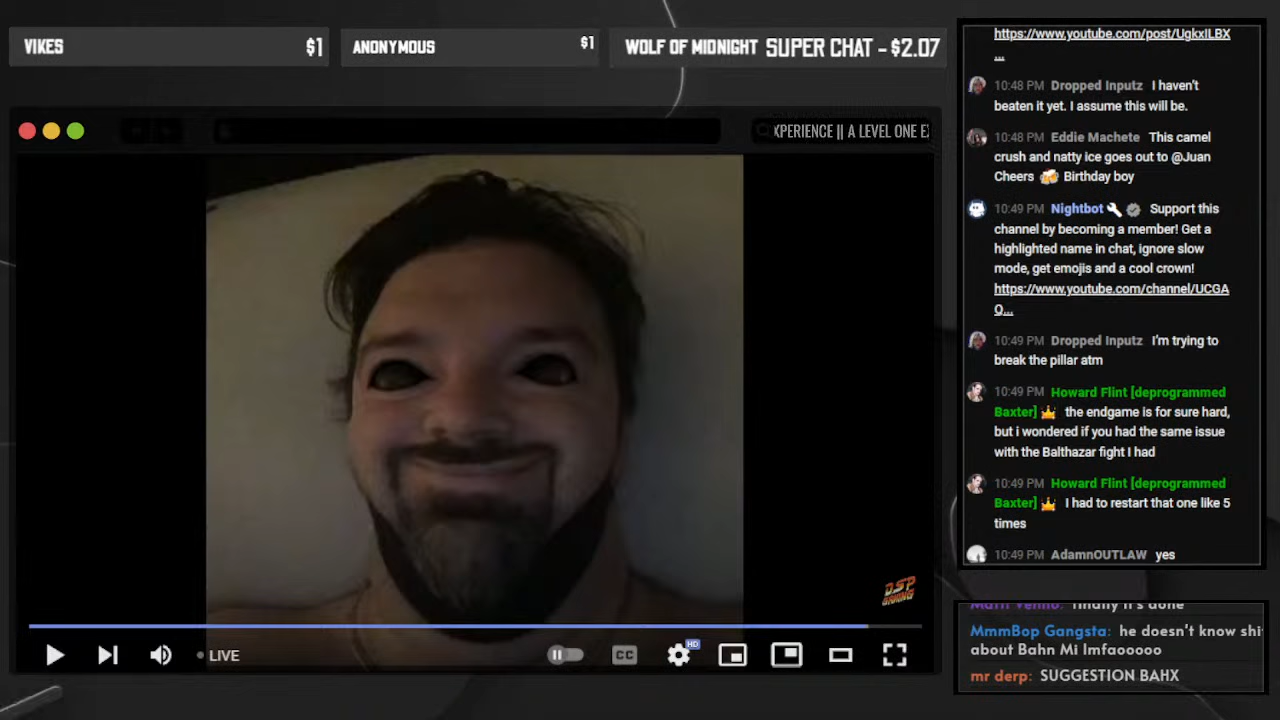 VIKES $1 ANONYMOUS $1 WOLF OF MIDNIGHT SUPER CHAT - $2.07
XPERIENCE || A LEVEL ONE
DSP
GAMING
LIVE
CC
HD
https://www.youtube.com/post/UgkxILBX
...
10:48 PM Dropped Inputz I haven't
beaten it yet. I assume this will be.
10:48 PM Eddie Machete This camel
crush and natty ice goes out to @Juan
Cheers 🍻 Birthday boy
10:49 PM Nightbot Support this
channel by becoming a member! Get a
highlighted name in chat, ignore slow
mode, get emojis and a cool crown!
https://www.youtube.com/channel/UCGA
Q...
10:49 PM Dropped Inputz I'm trying to
break the pillar atm
10:49 PM Howard Flint [deprogrammed
Baxter] the endgame is for sure hard,
but i wondered if you had the same issue
with the Balthazar fight I had
10:49 PM Howard Flint [deprogrammed
Baxter] I had to restart that one like 5
times
10:49 PM AdamnOUTLAW yes
finally it's done
MmmBop Gangsta: he doesn't know shi
about Bahn Mi lmfaooooo
mr derp: SUGGESTION BAHX